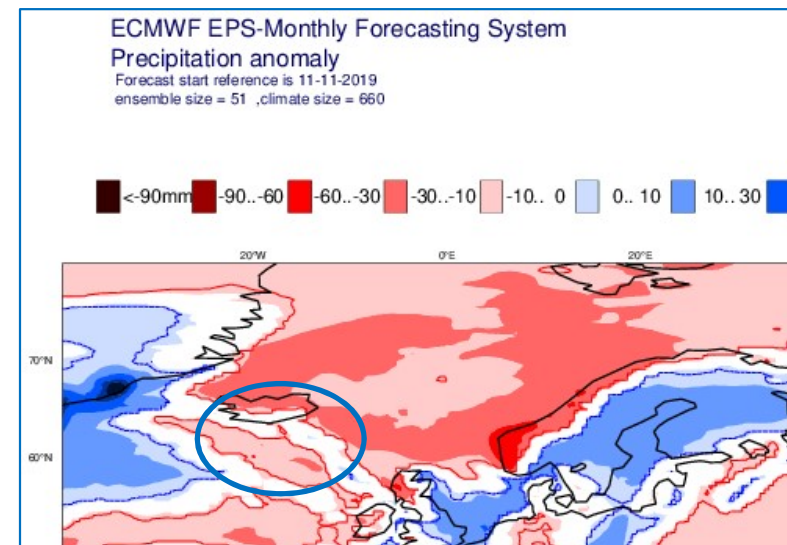 ECMWF EPS-Monthly Forecasting System
Precipitation anomaly
Forecast start reference is 11-11-2019
ensemble size = 51 ,climate size = 660
<-90mm -90..-60 -60..-30 -30..-10 -10.. 0 0.. 10 10.. 30
20°W 0°E 20°E
70°N
60°N